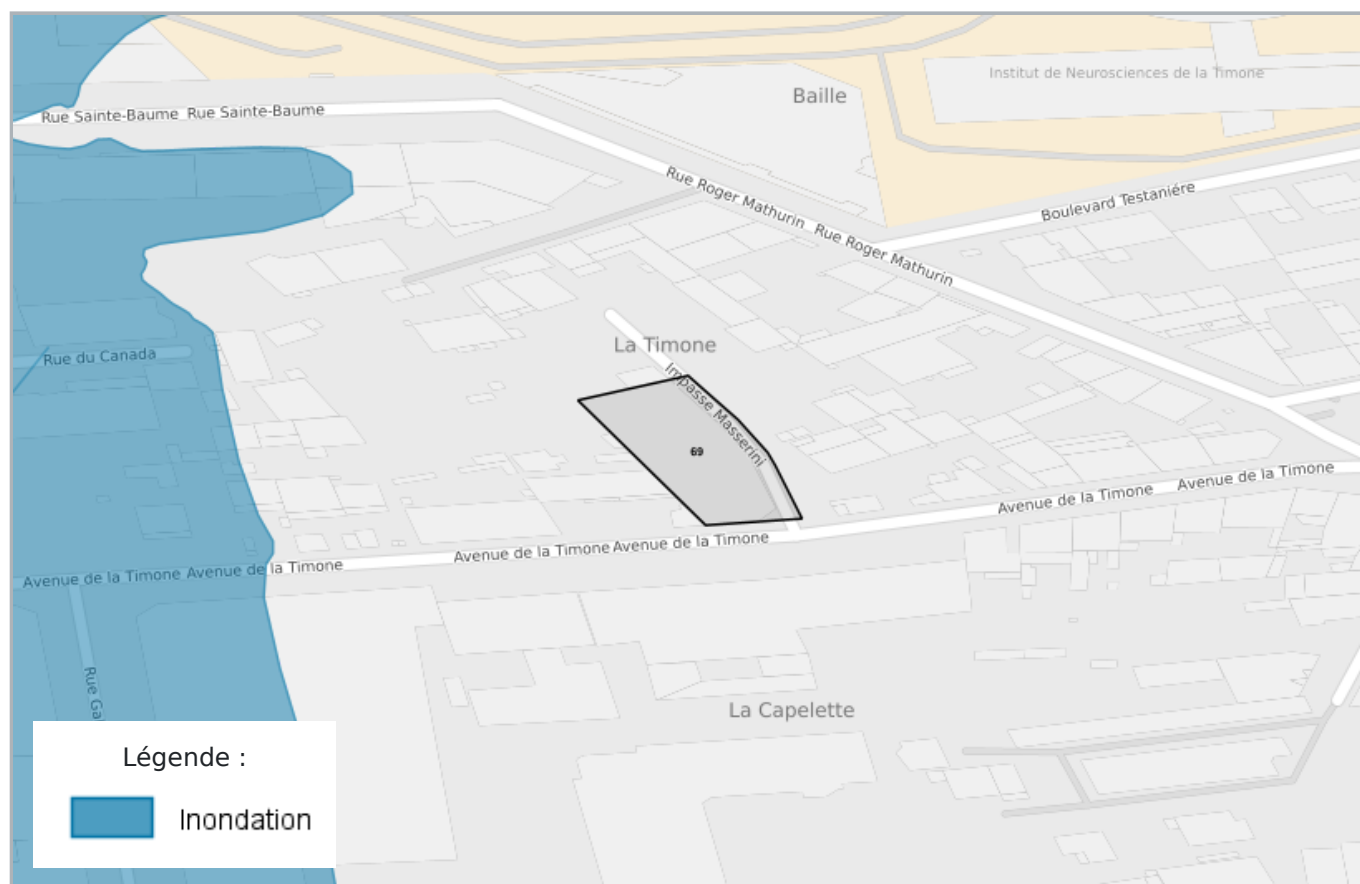 Institut de Neurosciences de la Timone
Baille
Rue Sainte-Baume Rue Sainte-Baume
Rue Roger Mathurin Rue Roger Mathurin
Boulevard Testanière
La Timone
Rue du Canada
Impasse Masserini
69
Avenue de la Timone Avenue de la Timone
Avenue de la Timone Avenue de la Timone
Avenue de la Timone Avenue de la Timone
La Capelette
Légende :
Inondation